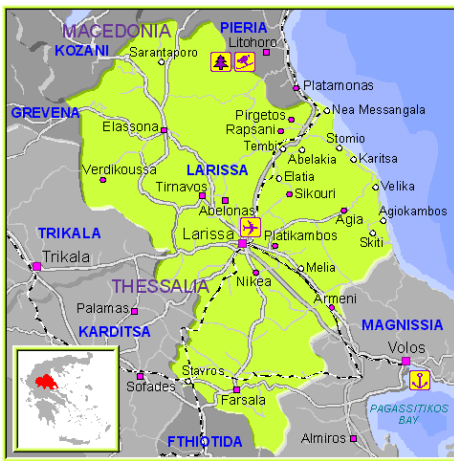 MACEDONIA
PIERIA
Litohoro
KOZANI
Sarantaporo
Platamonas
GREVENA
Nea Messangala
Pirgetos
Elassona
Rapsani
Stomio
Tembi
Abelakia
Karitsa
LARISSA
Verdikoussa
Elatia
Tirnavos
Sikouri
Velika
Abelonas
Agia
Agiokambos
TRIKALA
Larissa
Platikambos
Skiti
Trikala
Melia
THESSALIA
Nikea
Palamas
Armeni
KARDITSA
MAGNISSIA
Volos
Stavros
Sofades
Farsala
PAGASSITIKOS
BAY
Almiros
FTHIOTIDA